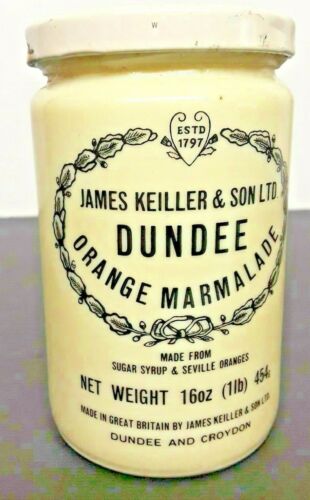 W
ESTD
1797
JAMES KEILLER & SON LTD.
DUNDEE
ORANGE MARMALADE
MADE FROM
SUGAR SYRUP & SEVILLE ORANGES
NET WEIGHT 16oz (1lb) 454g
MADE IN GREAT BRITAIN BY JAMES KEILLER & SON LTD.
DUNDEE AND CROYDON